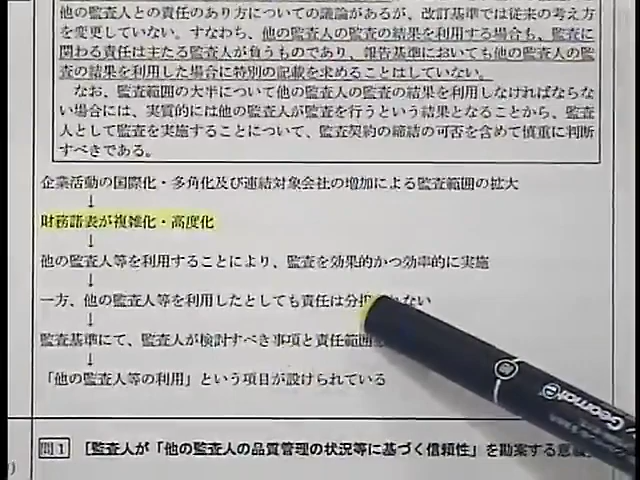 他の監査人との責任のあり方についての議論があるが、改訂基準では従来の考え方
を変更していない。すなわち、他の監査人の監査の結果を利用する場合も、監査に
関わる責任は主たる監査人が負うものであり、報告基準においても他の監査人の監
査の結果を利用した場合に特別の記載を求めることはしていない。
なお、監査範囲の大半について他の監査人の監査の結果を利用しなければならな
い場合には、実質的には他の監査人が監査を行うという結果となることから、監査
人として監査を実施することについて、監査契約の締結の可否を含めて慎重に判断
すべきである。
企業活動の国際化・多角化及び連結対象会社の増加による監査範囲の拡大
↓
財務諸表が複雑化・高度化
↓
他の監査人等を利用することにより、監査を効果的かつ効率的に実施
↓
一方、他の監査人等を利用したとしても責任は分担されない
↓
監査基準にて、監査人が検討すべき事項と責任範囲
↓
「他の監査人等の利用」という項目が設けられている
問1 【監査人が「他の監査人の品質管理の状況等に基づく信頼性」を勘案する意義
り